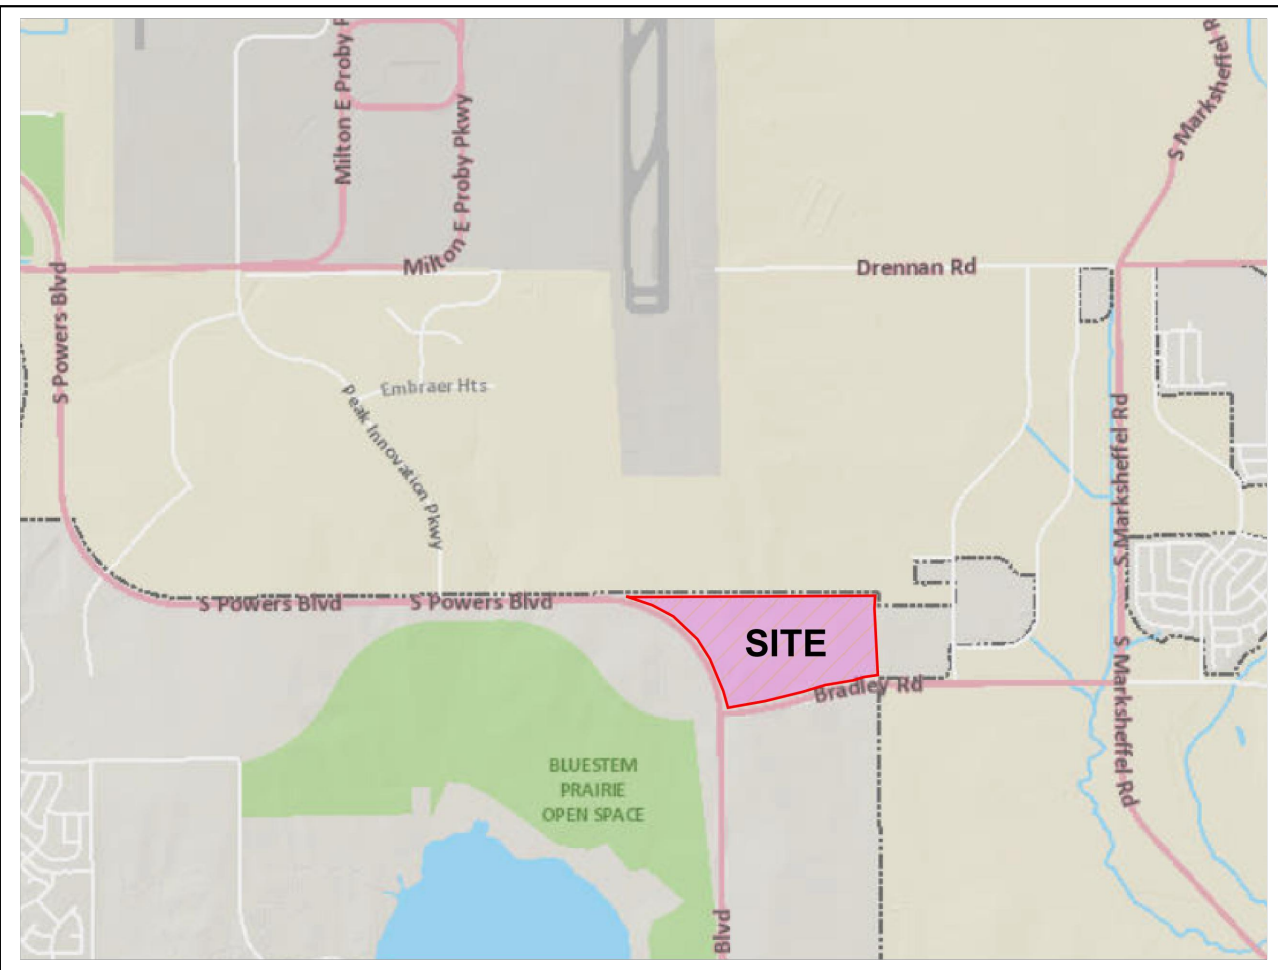 Milton E Proby P
Milton E Proby Pkwy
S Marksheffel R
Milton
Drennan Rd
S Powers Blvd
Embraer Hts
Peak Innovation Pkwy
S Marksheffel Rd
S Powers Blvd
S Powers Blvd
SITE
Bradley Rd
S Marksheffel Rd
BLUESTEM
PRAIRIE
OPEN SPACE
Blvd